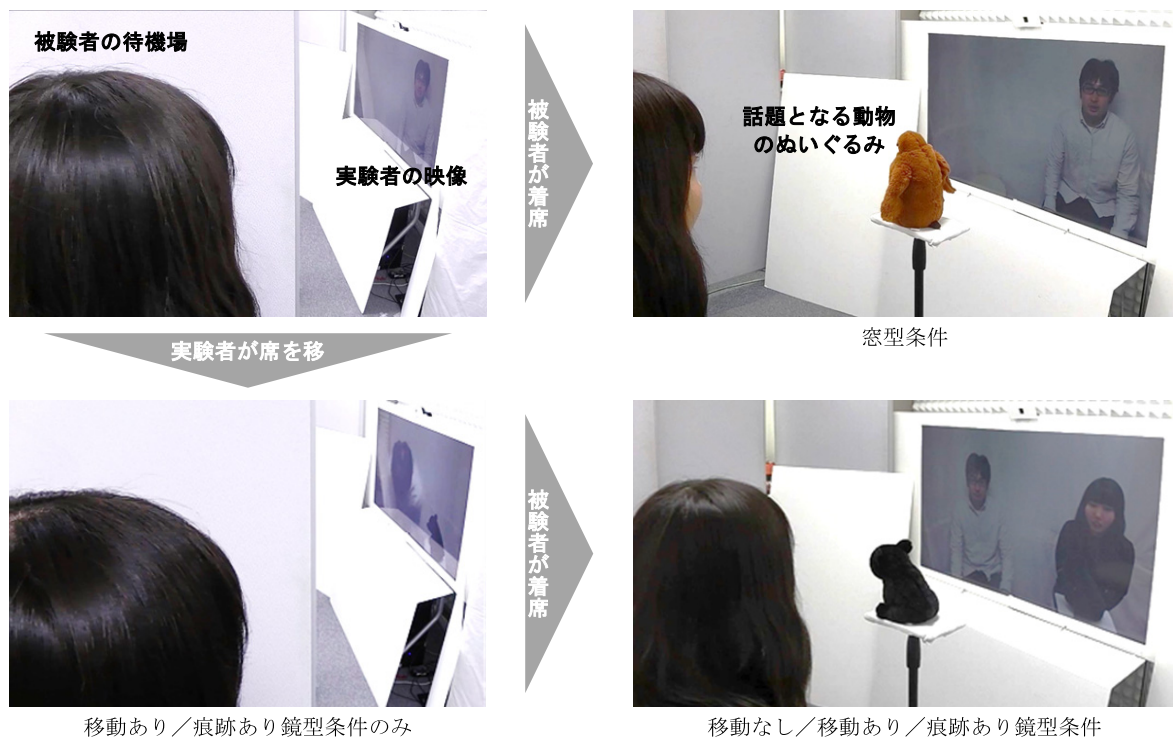 被験者の待機場
実験者の映像
被験者が着席
話題となる動物
のぬいぐるみ
窓型条件
実験者が席を移
被験者が着席
移動あり／痕跡あり鏡型条件のみ
移動なし／移動あり／痕跡あり鏡型条件